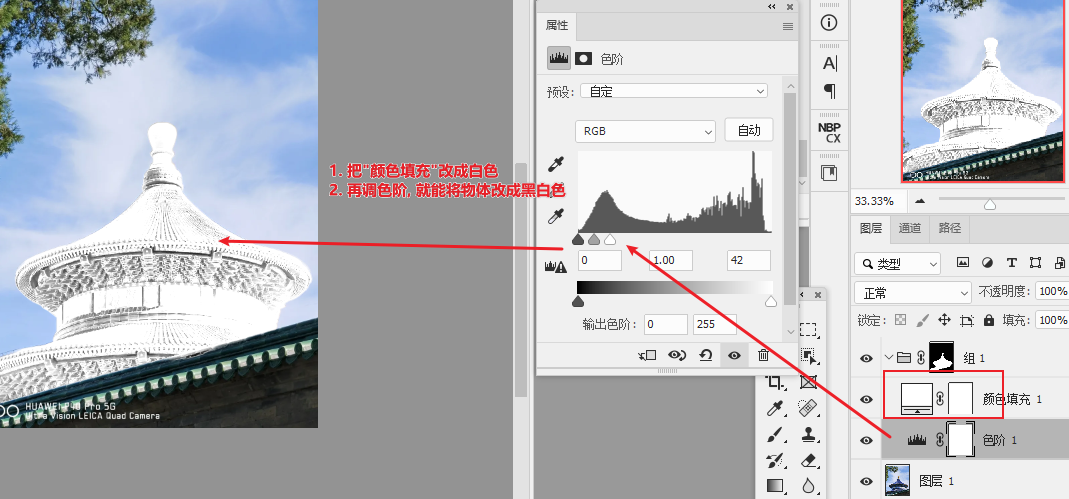 属性
色阶
预设： 自定
RGB
自动
1. 把"颜色填充"改成白色
2. 再调色阶, 就能将物体改成黑白色
0
1.00
42
输出色阶： 0 255
HUAWEI P40 Pro 5G
Ultra Vision LEICA Quad Camera
A
NBP
CX
33.33%
图层 通道 路径
类型
正常
不透明度： 100%
锁定： 填充： 100%
组 1
颜色填充 1
色阶 1
图层 1